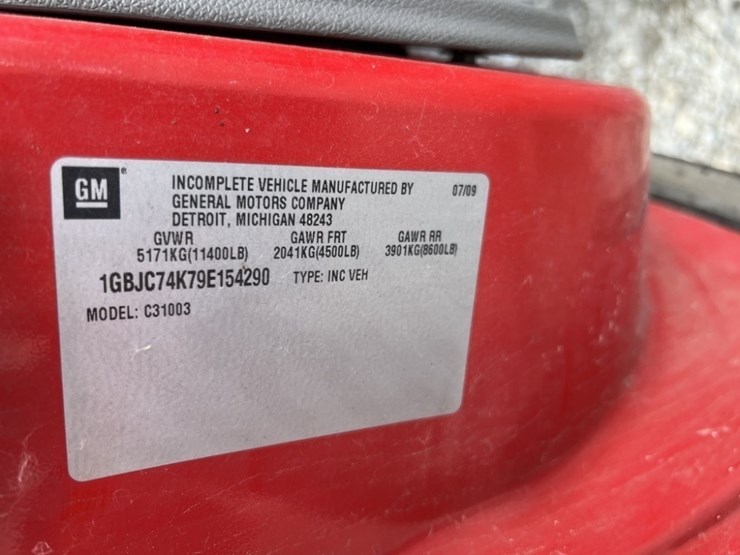 GM
INCOMPLETE VEHICLE MANUFACTURED BY 07/09
GENERAL MOTORS COMPANY
DETROIT, MICHIGAN 48243
GVWR GAWR FRT GAWR RR
5171KG(11400LB) 2041KG(4500LB) 3901KG(8600LB)
1GBJC74K79E154290 TYPE: INC VEH
MODEL: C31003